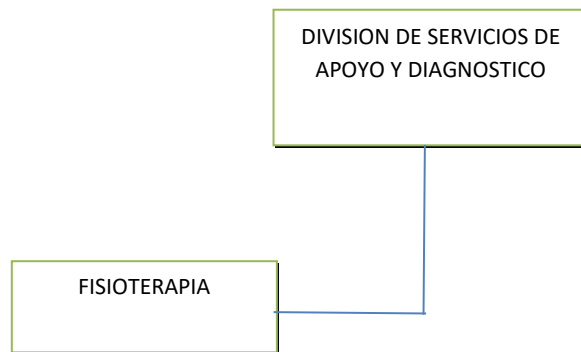 DIVISION DE SERVICIOS DE
APOYO Y DIAGNOSTICO
FISIOTERAPIA